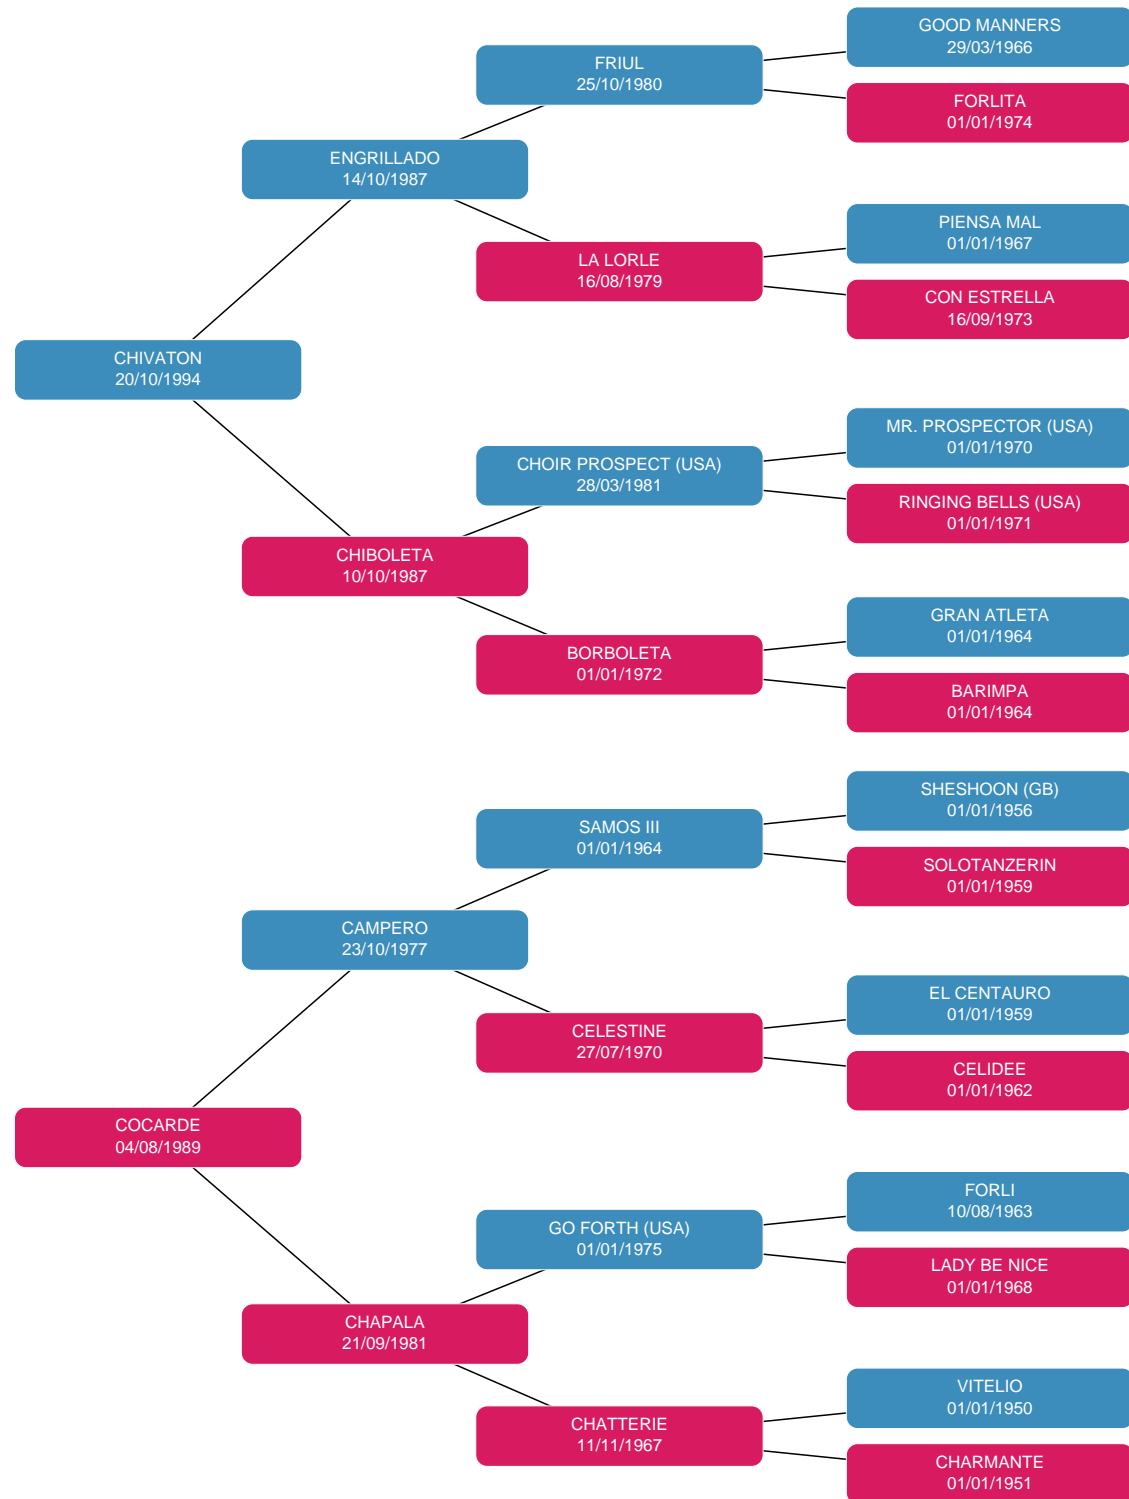 GOOD MANNERS
29/03/1966
FRIUL
25/10/1980
FORLITA
01/01/1974
ENGRILLADO
14/10/1987
PIENSA MAL
01/01/1967
LA LORLE
16/08/1979
CON ESTRELLA
16/09/1973
CHIVATON
20/10/1994
MR. PROSPECTOR (USA)
01/01/1970
CHOIR PROSPECT (USA)
28/03/1981
RINGING BELLS (USA)
01/01/1971
CHIBOLETA
10/10/1987
GRAN ATLETA
01/01/1964
BORBOLETA
01/01/1972
BARIMPA
01/01/1964
SHESHOON (GB)
01/01/1956
SAMOS III
01/01/1964
SOLOTANZERIN
01/01/1959
CAMPERO
23/10/1977
EL CENTAURO
01/01/1959
CELESTINE
27/07/1970
CELIDEE
01/01/1962
COCARDE
04/08/1989
FORLI
10/08/1963
GO FORTH (USA)
01/01/1975
LADY BE NICE
01/01/1968
CHAPALA
21/09/1981
VITELIO
01/01/1950
CHATTERIE
11/11/1967
CHARMANTE
01/01/1951